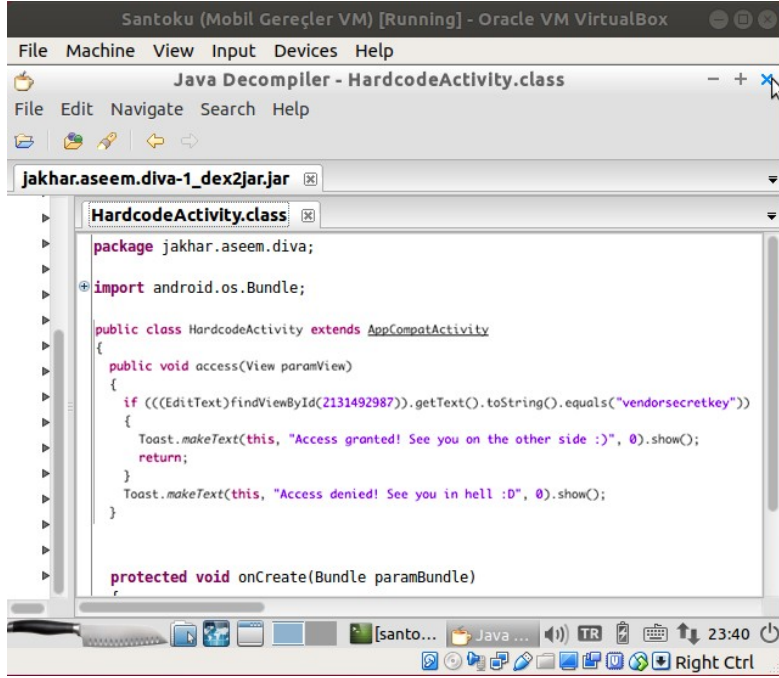 Santoku (Mobil Gereçler VM) [Running] - Oracle VM VirtualBox
File Machine View Input Devices Help
Java Decompiler - HardcodeActivity.class
File Edit Navigate Search Help
jakhar.aseem.diva-1_dex2jar.jar
HardcodeActivity.class
package jakhar.aseem.diva;
import android.os.Bundle;
public class HardcodeActivity extends AppCompatActivity
{
public void access(View paramView)
{
if (((EditText)findViewById(2131492987)).getText().toString().equals("vendorsecretkey"))
{
Toast.makeText(this, "Access granted! See you on the other side :)", 0).show();
return;
}
Toast.makeText(this, "Access denied! See you in hell :D", 0).show();
}
protected void onCreate(Bundle paramBundle)
[santo... Java ... TR 23:40
Right Ctrl